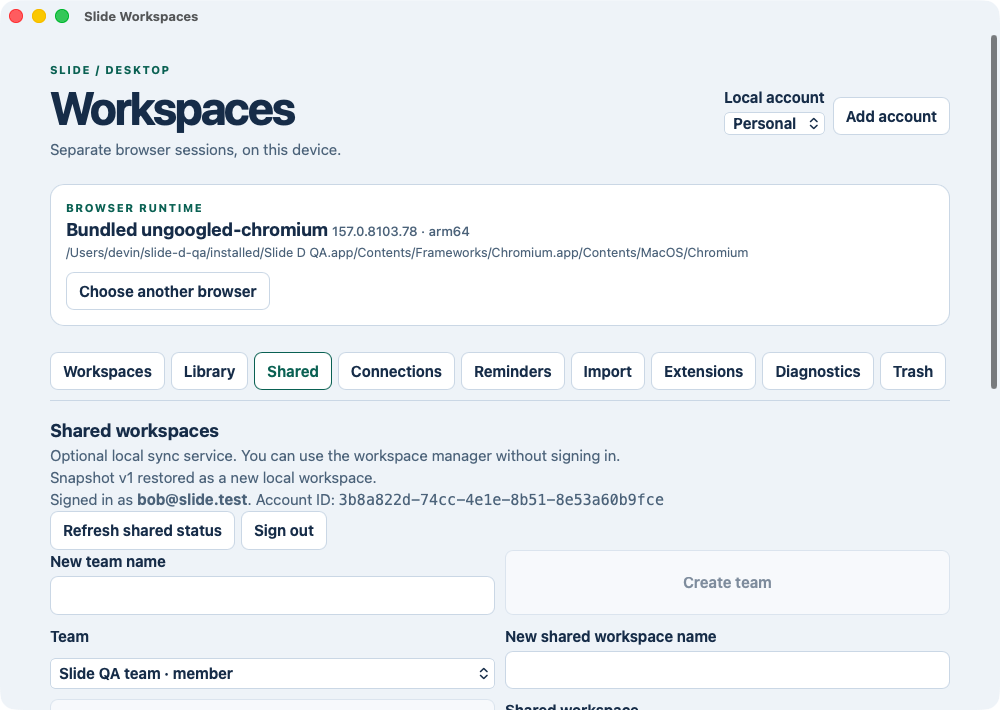 Slide Workspaces
SLIDE / DESKTOP
Workspaces
Separate browser sessions, on this device.
Local account
Personal
Add account
BROWSER RUNTIME
Bundled ungoogled-chromium 157.0.8103.78 · arm64
/Users/devin/slide-d-qa/installed/Slide D QA.app/Contents/Frameworks/Chromium.app/Contents/MacOS/Chromium
Choose another browser
Workspaces
Library
Shared
Connections
Reminders
Import
Extensions
Diagnostics
Trash
Shared workspaces
Optional local sync service. You can use the workspace manager without signing in.
Snapshot v1 restored as a new local workspace.
Signed in as bob@slide.test. Account ID: 3b8a822d-74cc-4e1e-8b51-8e53a60b9fce
Refresh shared status
Sign out
New team name
Create team
Team
Slide QA team · member
New shared workspace name
Shared workspace